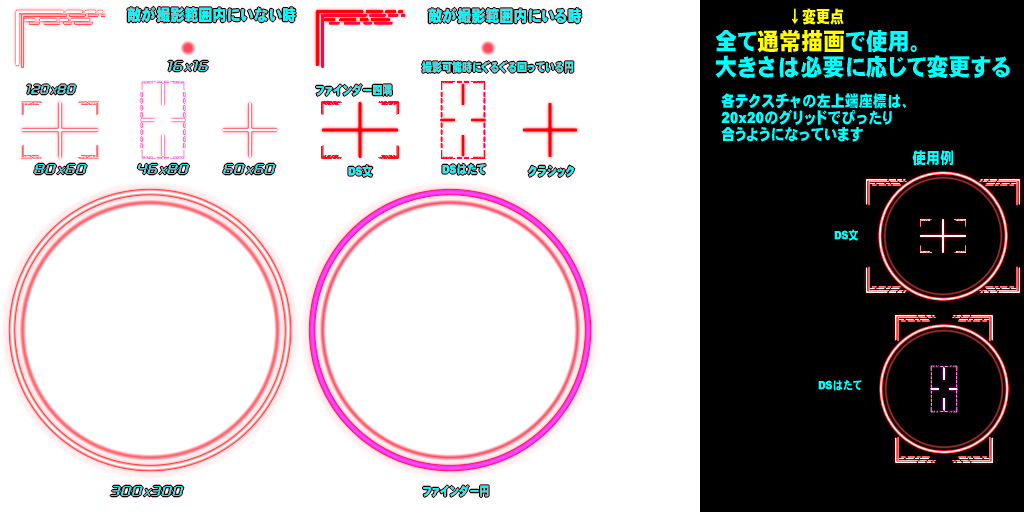 敵が撮影範囲内にいない時
16x16
120x80
80x60
46x80
60x60
300x300
敵が撮影範囲内にいる時
撮影可能時にぐるぐる回っている円
ファインダー四隅
DS文
DSはたて
クラシック
ファインダー円
↓変更点
全て通常描画で使用。
大きさは必要に応じて変更する
各テクスチャの左上端座標は、
20x20のグリッドでぴったり
合うようになっています
使用例
DS文
DSはたて